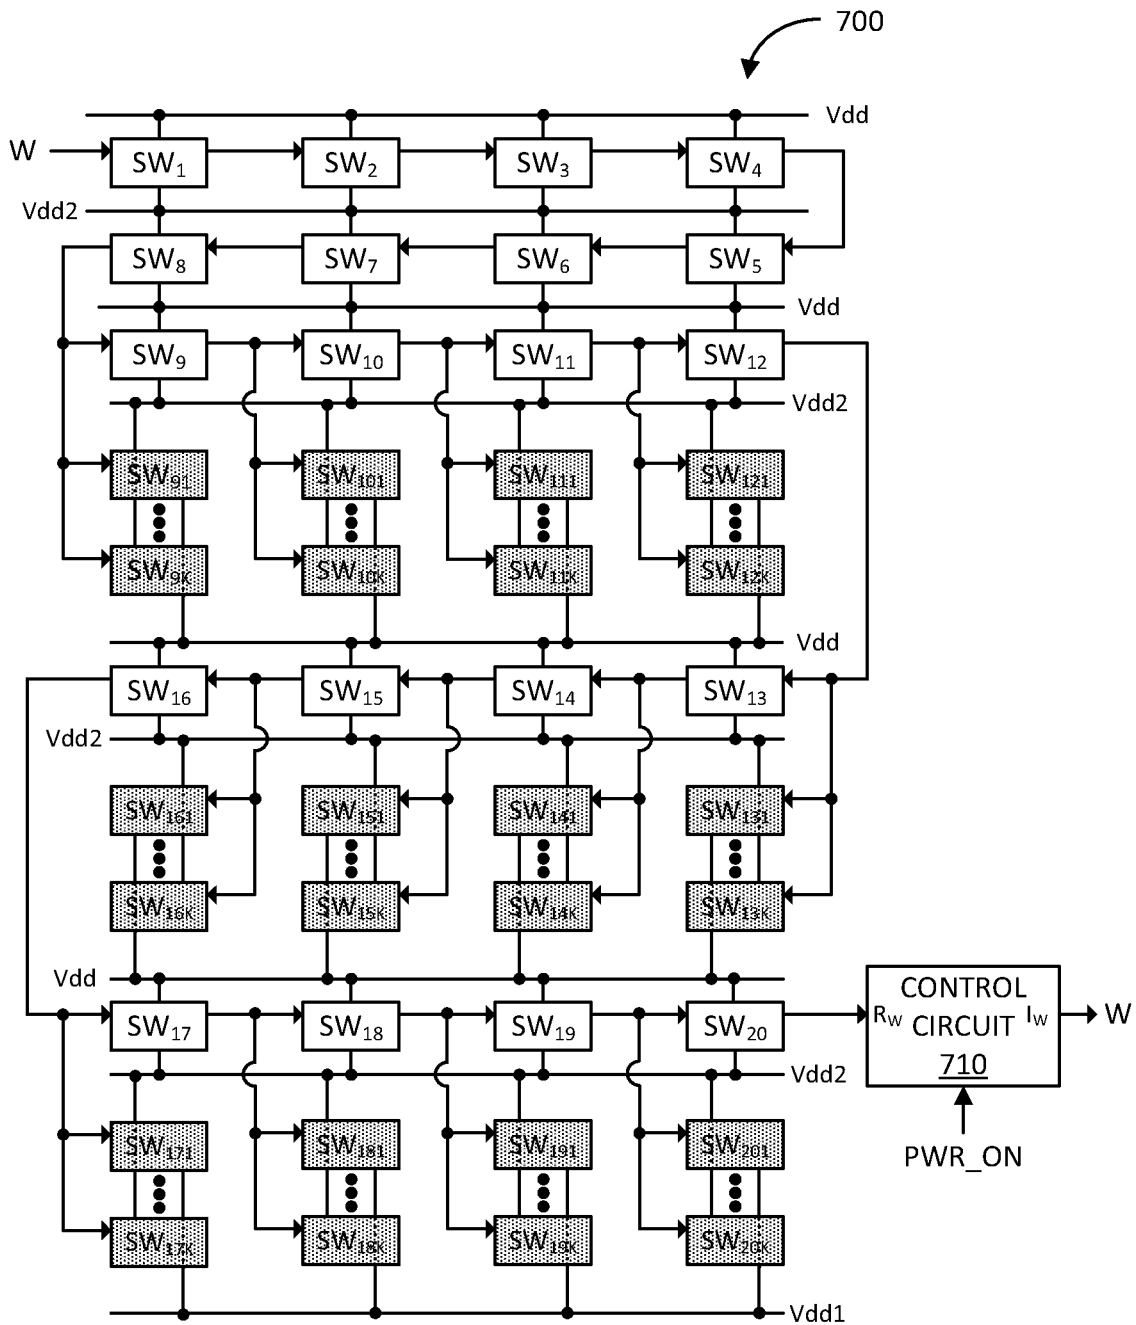 700
Vdd
W SW1 SW2 SW3 SW4
Vdd2
SW8 SW7 SW6 SW5
Vdd
SW9 SW10 SW11 SW12
Vdd2
SW91 SW101 SW111 SW121
SW9K SW10K SW11K SW12K
Vdd
SW16 SW15 SW14 SW13
Vdd2
SW161 SW151 SW141 SW131
SW16K SW15K SW14K SW13K
Vdd
SW17 SW18 SW19 SW20
CONTROL
RW CIRCUIT IW W
710
Vdd2
PWR_ON
SW171 SW181 SW191 SW201
SW17K SW18K SW19K SW20K
Vdd1